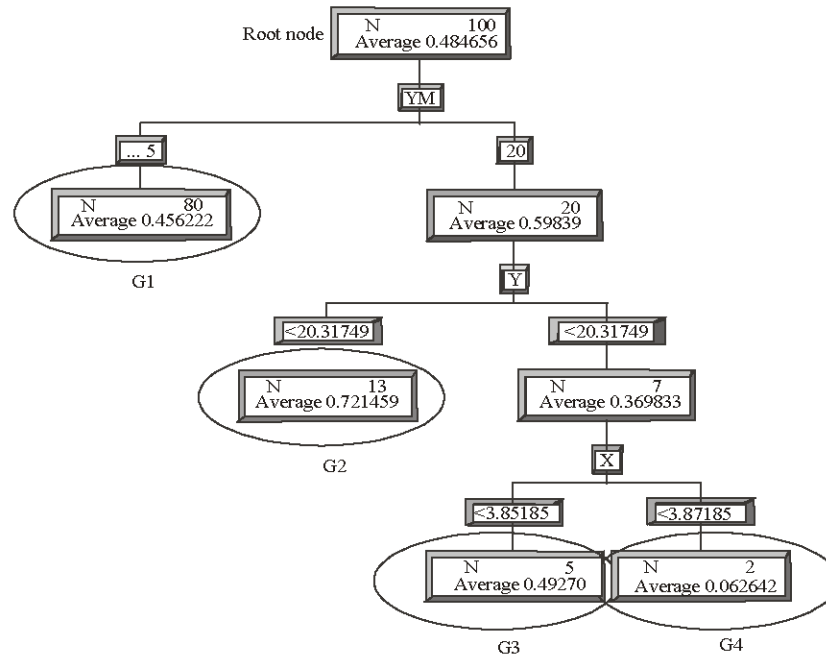 Root node
N 100
Average 0.484656
YM
... 5
20
N 80
Average 0.456222
N 20
Average 0.59839
G1
Y
<20.31749
<20.31749
N 13
Average 0.721459
N 7
Average 0.369833
G2
X
<3.85185
<3.87185
N 5
Average 0.49270
N 2
Average 0.062642
G3
G4